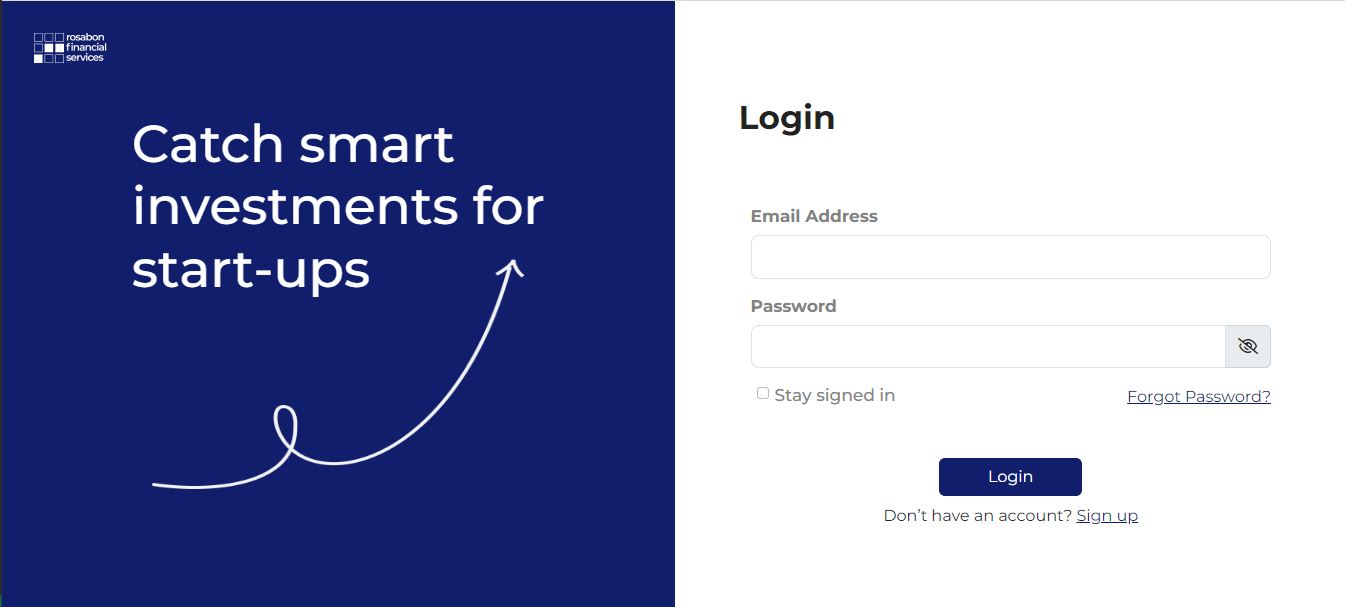 rosabon
financial
services
Catch smart
investments for
start-ups
Login
Email Address
Password
Stay signed in
Forgot Password?
Login
Don’t have an account? Sign up